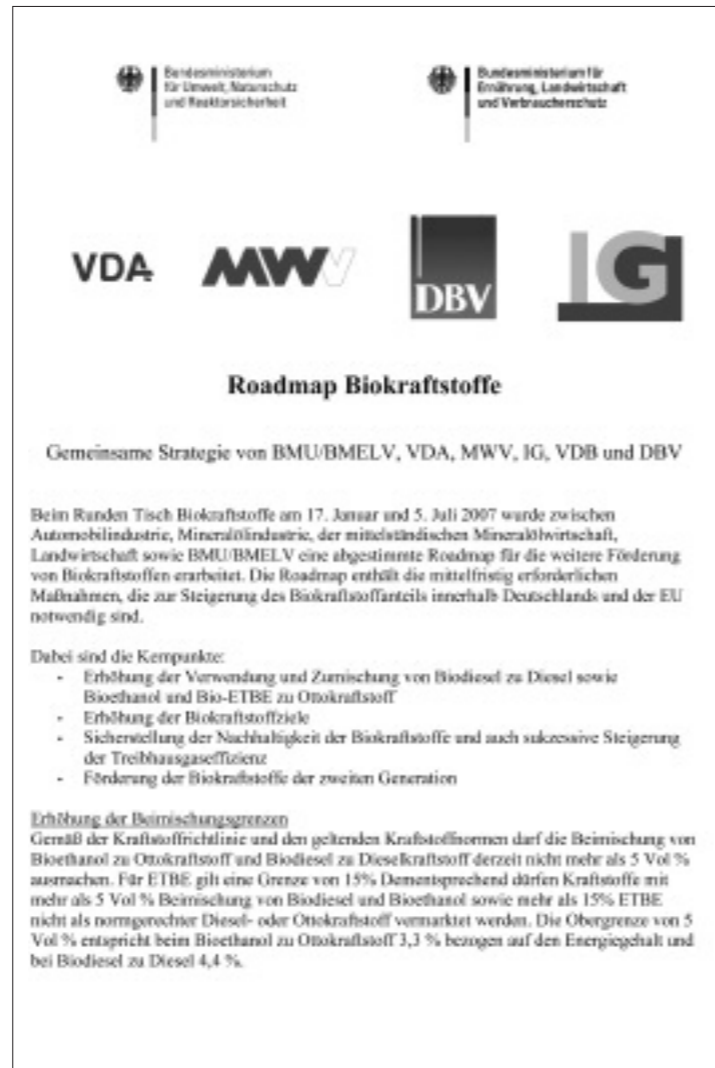 Bundesministerium
für Umwelt, Naturschutz
und Reaktorsicherheit
Bundesministerium für
Ernährung, Landwirtschaft
und Verbraucherschutz
VDA
MWV
DBV
IG
Roadmap Biokraftstoffe
Gemeinsame Strategie von BMU/BMELV, VDA, MWV, IG, VDB und DBV
Beim Runden Tisch Biokraftstoffe am 17. Januar und 5. Juli 2007 wurde zwischen
Automobilindustrie, Mineralölindustrie, der mittelständischen Mineralölwirtschaft,
Landwirtschaft sowie BMU/BMELV eine abgestimmte Roadmap für die weitere Förderung
von Biokraftstoffen erarbeitet. Die Roadmap enthält die mittelfristig erforderlichen
Maßnahmen, die zur Steigerung des Biokraftstoffanteils innerhalb Deutschlands und der EU
notwendig sind.
Dabei sind die Kernpunkte:
- Erhöhung der Verwendung und Zumischung von Biodiesel zu Diesel sowie
Bioethanol und Bio-ETBE zu Ottokraftstoff
- Erhöhung der Biokraftstoffziele
- Sicherstellung der Nachhaltigkeit der Biokraftstoffe und auch sukzessive Steigerung
der Treibhausgaseffizienz
- Förderung der Biokraftstoffe der zweiten Generation
Erhöhung der Beimischungsgrenzen
Gemäß der Kraftstoffrichtlinie und den geltenden Kraftstoffnormen darf die Beimischung von
Bioethanol zu Ottokraftstoff und Biodiesel zu Dieselkraftstoff derzeit nicht mehr als 5 Vol %
ausmachen. Für ETBE gilt eine Grenze von 15% Dementsprechend dürfen Kraftstoffe mit
mehr als 5 Vol % Beimischung von Biodiesel und Bioethanol sowie mehr als 15% ETBE
nicht als normgerechter Diesel- oder Ottokraftstoff vermarktet werden. Die Obergrenze von 5
Vol % entspricht beim Bioethanol zu Ottokraftstoff 3,3 % bezogen auf den Energiegehalt und
bei Biodiesel zu Diesel 4,4 %.